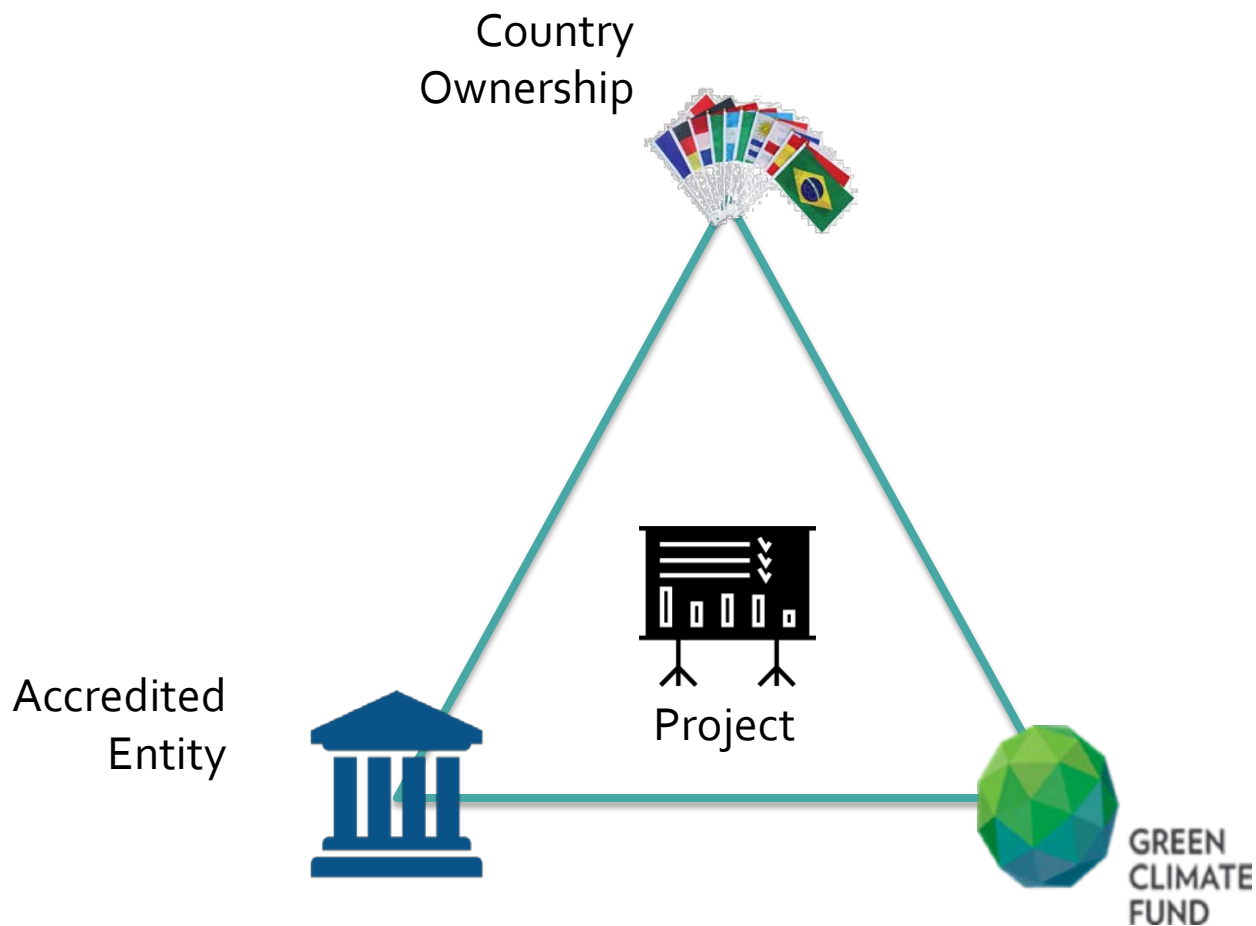 Country
Ownership
Accredited
Entity
Project
GREEN
CLIMATE
FUND